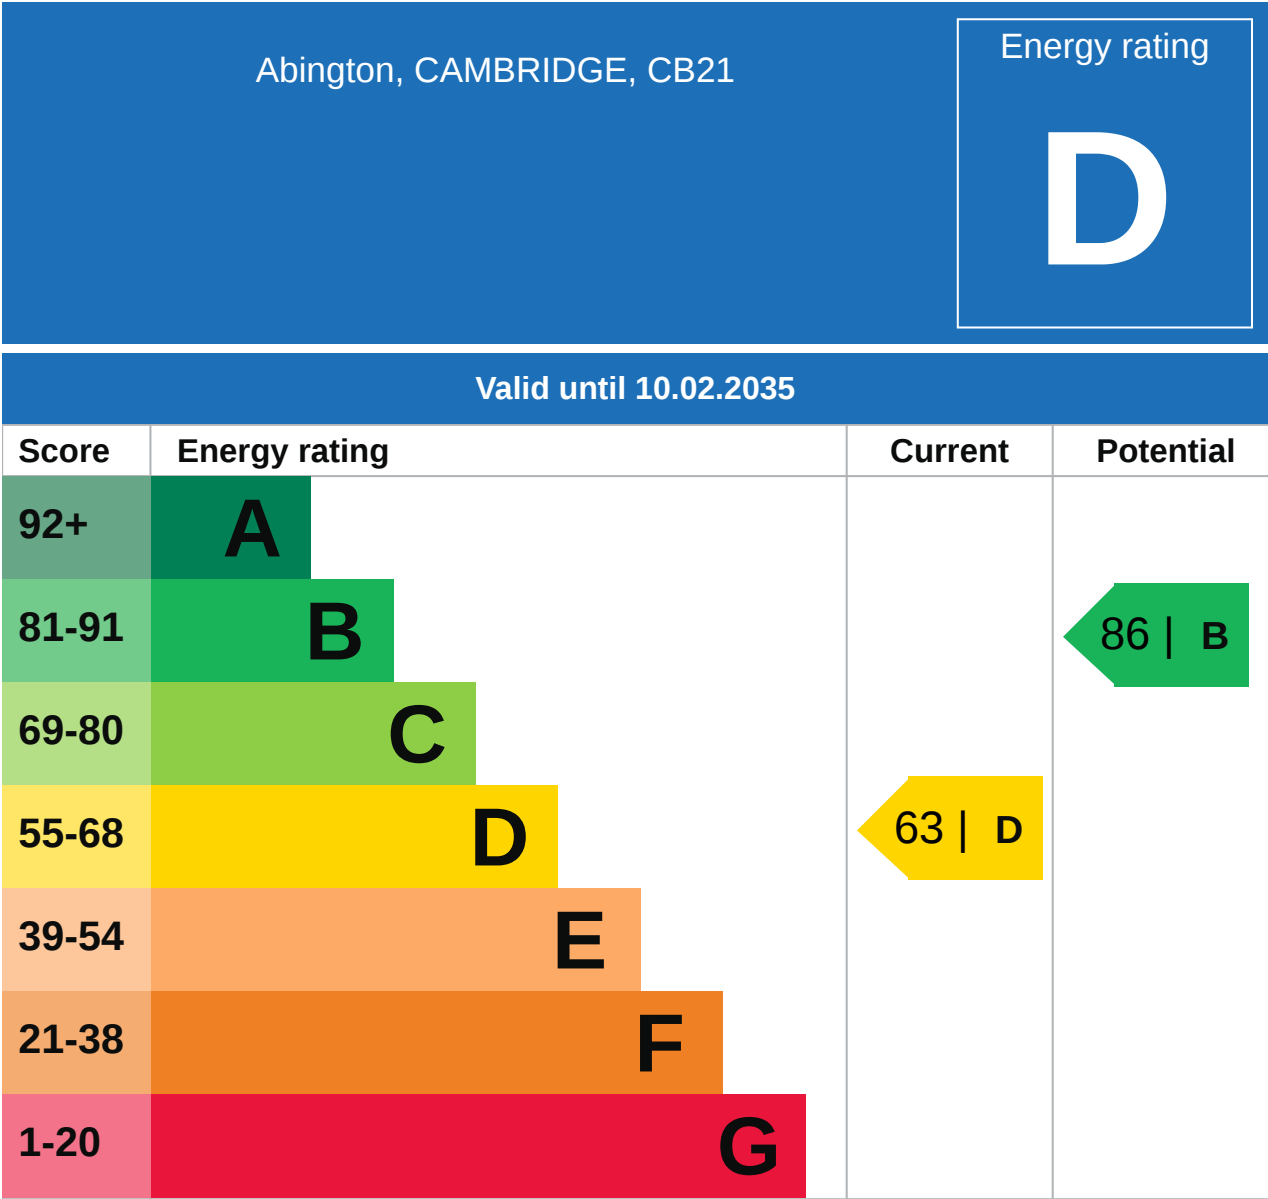 Abington, CAMBRIDGE, CB21
Energy rating
D
Valid until 10.02.2035
Score Energy rating Current Potential
92+ A
81-91 B 86 | B
69-80 C
55-68 D 63 | D
39-54 E
21-38 F
1-20 G